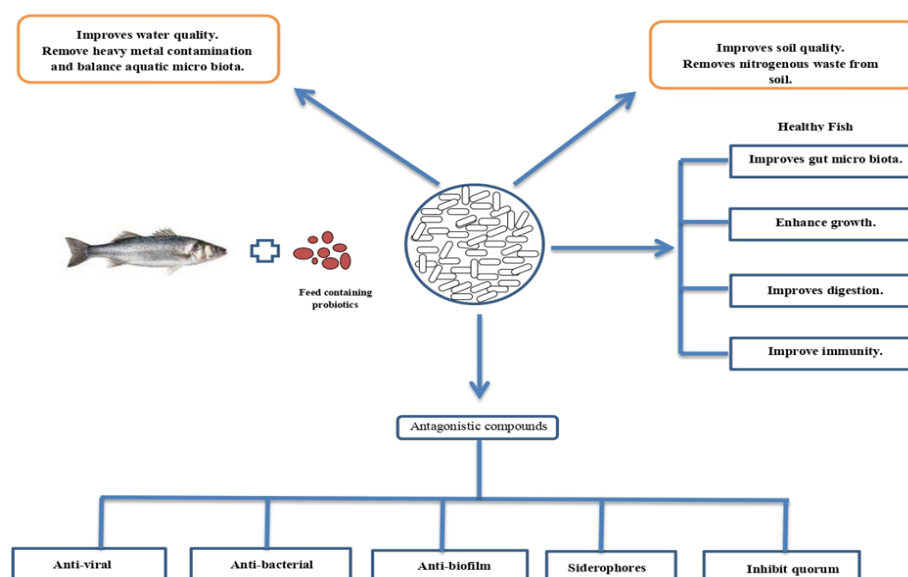 Improves water quality.
Remove heavy metal contamination
and balance aquatic micro biota.
Improves soil quality.
Removes nitrogenous waste from
soil.
Healthy Fish
Improves gut micro biota.
Enhance growth.
Improves digestion.
Improve immunity.
Feed containing
probiotics
Antagonistic compounds
Anti-viral
Anti-bacterial
Anti-biofilm
Siderophores
Inhibit quorum